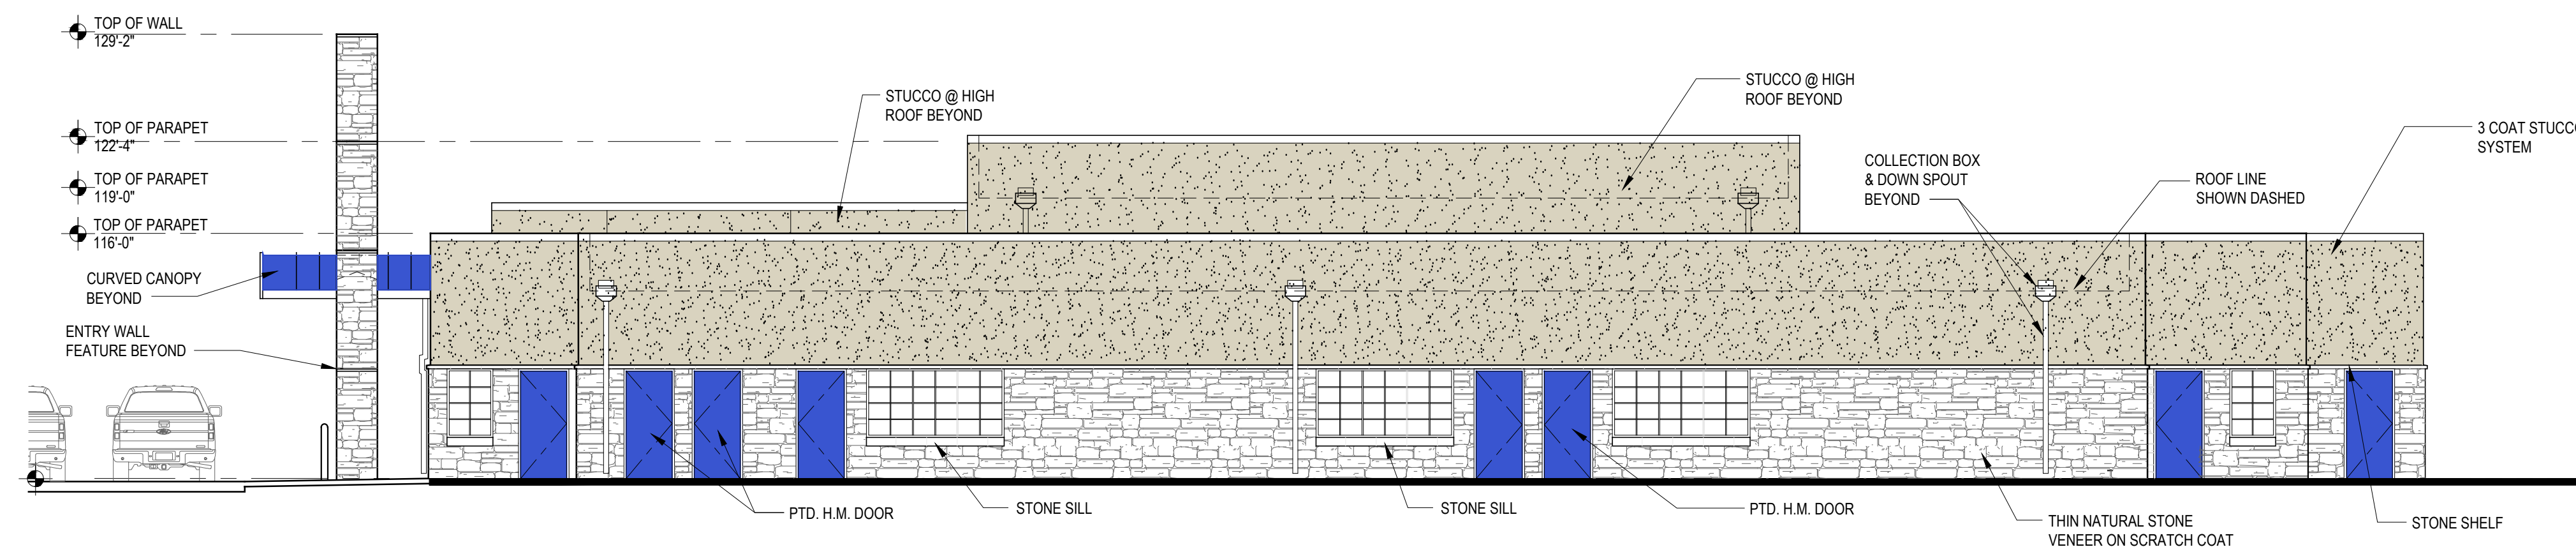 TOP OF WALL
129'-2"
TOP OF PARAPET
122'-4"
TOP OF PARAPET
119'-0"
TOP OF PARAPET
116'-0"
CURVED CANOPY
BEYOND
ENTRY WALL
FEATURE BEYOND
STUCCO @ HIGH
ROOF BEYOND
STUCCO @ HIGH
ROOF BEYOND
COLLECTION BOX
& DOWN SPOUT
BEYOND
ROOF LINE
SHOWN DASHED
3 COAT STUCCO
SYSTEM
PTD. H.M. DOOR
STONE SILL
STONE SILL
PTD. H.M. DOOR
THIN NATURAL STONE
VENEER ON SCRATCH COAT
STONE SHELF